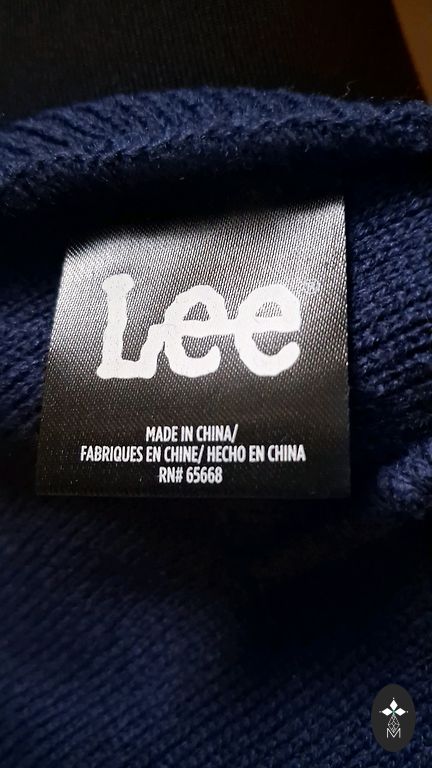 Lee
MADE IN CHINA/
FABRIQUES EN CHINE/ HECHO EN CHINA
RN# 65668
M